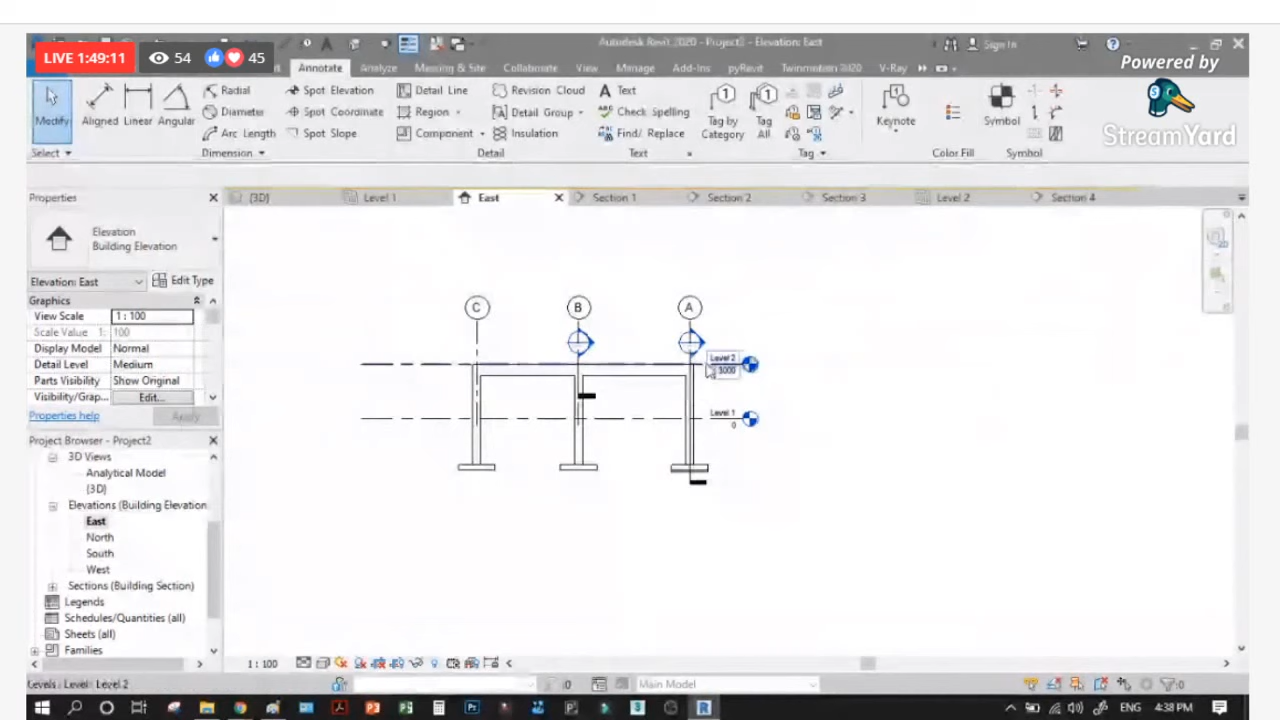 LIVE 1:49:11 54 45
Autodesk Revit 2020 - Project2 - Elevation: East
Sign In
Powered by
StreamYard
Annotate Analyze Massing & Site Collaborate View Manage Add-Ins pyRevit Twinmotion 2020 V-Ray
Modify
Aligned Linear Angular
Radial
Diameter
Arc Length
Spot Elevation
Spot Coordinate
Spot Slope
Detail Line
Region
Component
Revision Cloud
Detail Group
Insulation
Text
Check Spelling
Find/ Replace
Tag by Category
Tag All
Keynote
Symbol
Select Dimension Detail Text Tag Color Fill Symbol
Properties
{3D} Level 1 East Section 1 Section 2 Section 3 Level 2 Section 4
Elevation
Building Elevation
Elevation: East Edit Type
Graphics
View Scale 1 : 100
Scale Value 1: 100
Display Model Normal
Detail Level Medium
Parts Visibility Show Original
Visibility/Grap... Edit...
Properties help Apply
Project Browser - Project2
3D Views
Analytical Model
{3D}
Elevations (Building Elevation
East
North
South
West
Sections (Building Section)
Legends
Schedules/Quantities (all)
Sheets (all)
Families
C B A
Level 2
3000
Level 1
0
1 : 100
Levels : Level : Level 2
:0
Main Model
:0
ENG 4:38 PM